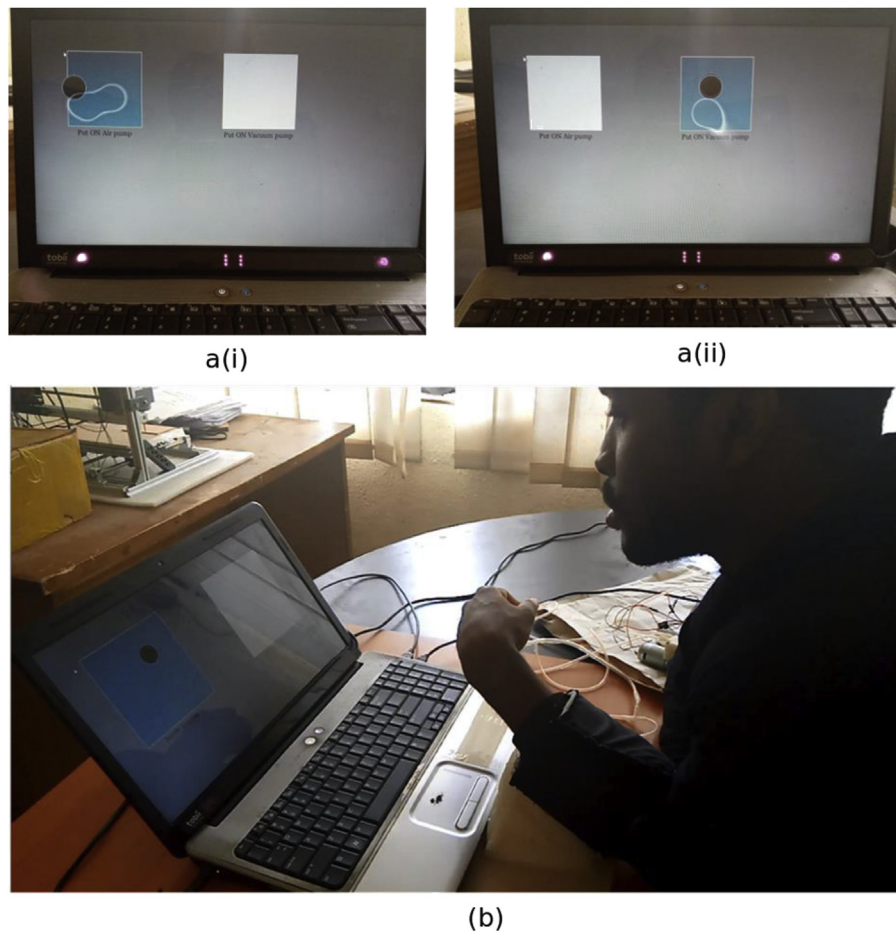 Put ON Air pump
Put ON Vacuum pump
tobii
a(i)
Put ON Air pump
Put ON Vacuum pump
tobii
a(ii)
tobii
(b)